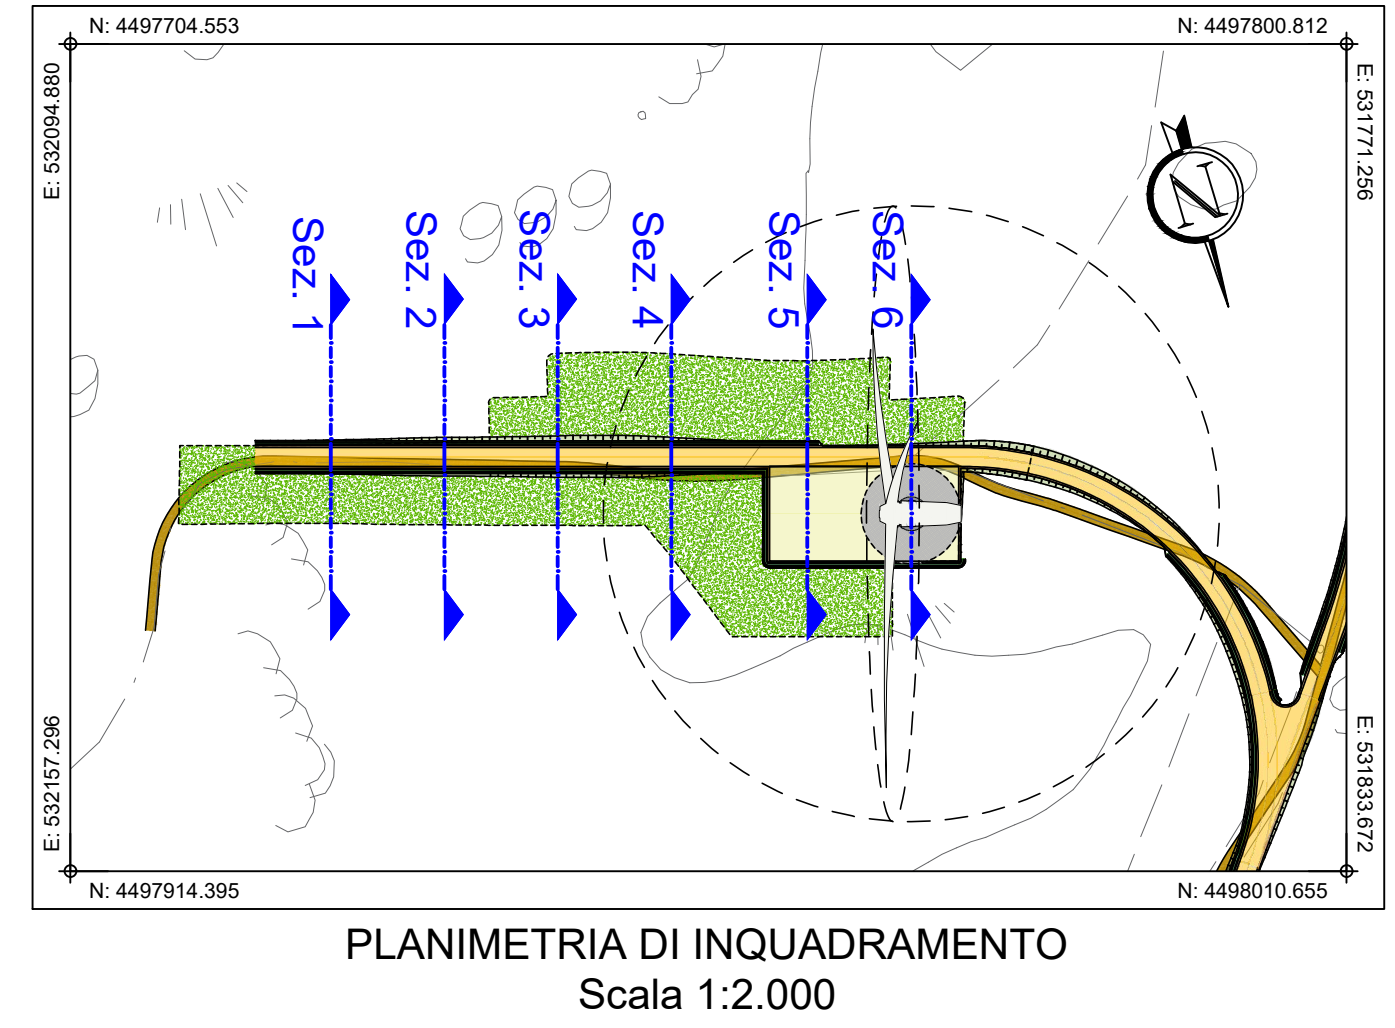 N: 4497704.553
N: 4497800.812
E: 532094.880
E: 531771.256
N
Sez. 1
Sez. 2
Sez. 3
Sez. 4
Sez. 5
Sez. 6
E: 532157.296
E: 531833.672
N: 4497914.395
N: 4498010.655
PLANIMETRIA DI INQUADRAMENTO
Scala 1:2.000